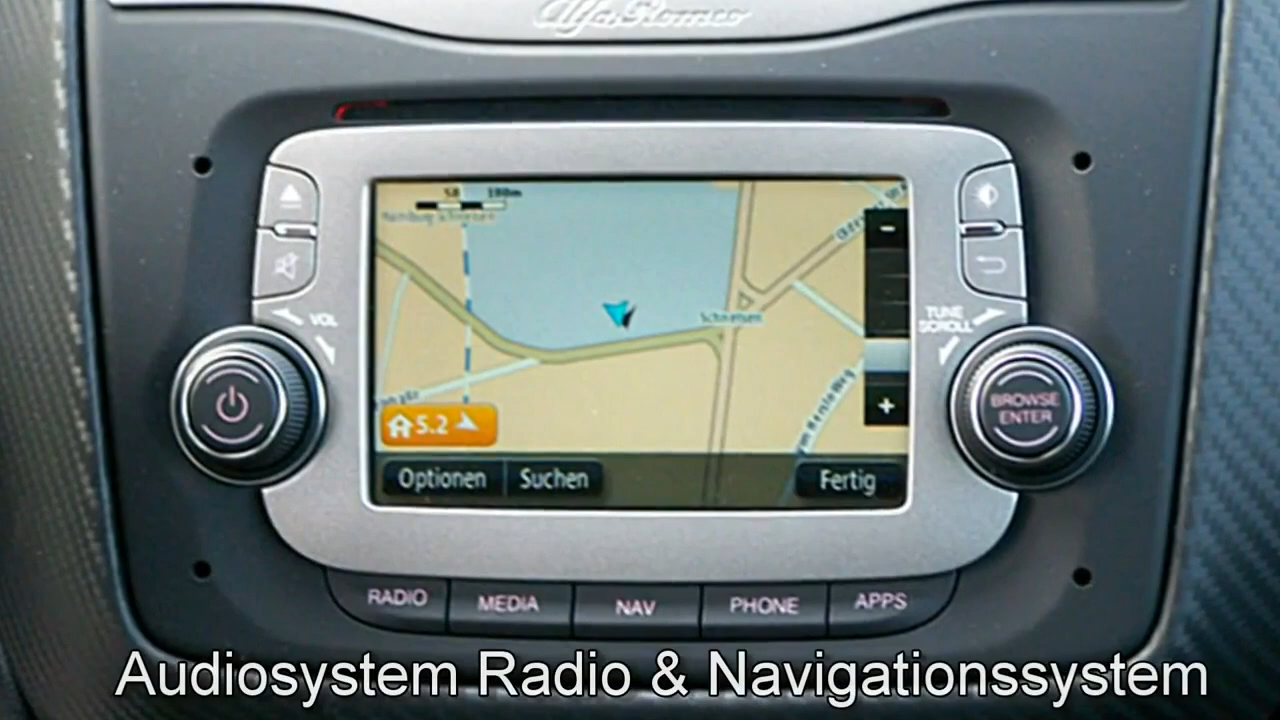 Alfa Romeo
VOL
TUNE
SCROLL
BROWSE
ENTER
5.2
Optionen
Suchen
Fertig
RADIO
MEDIA
NAV
PHONE
APPS
Audiosystem Radio & Navigationssystem